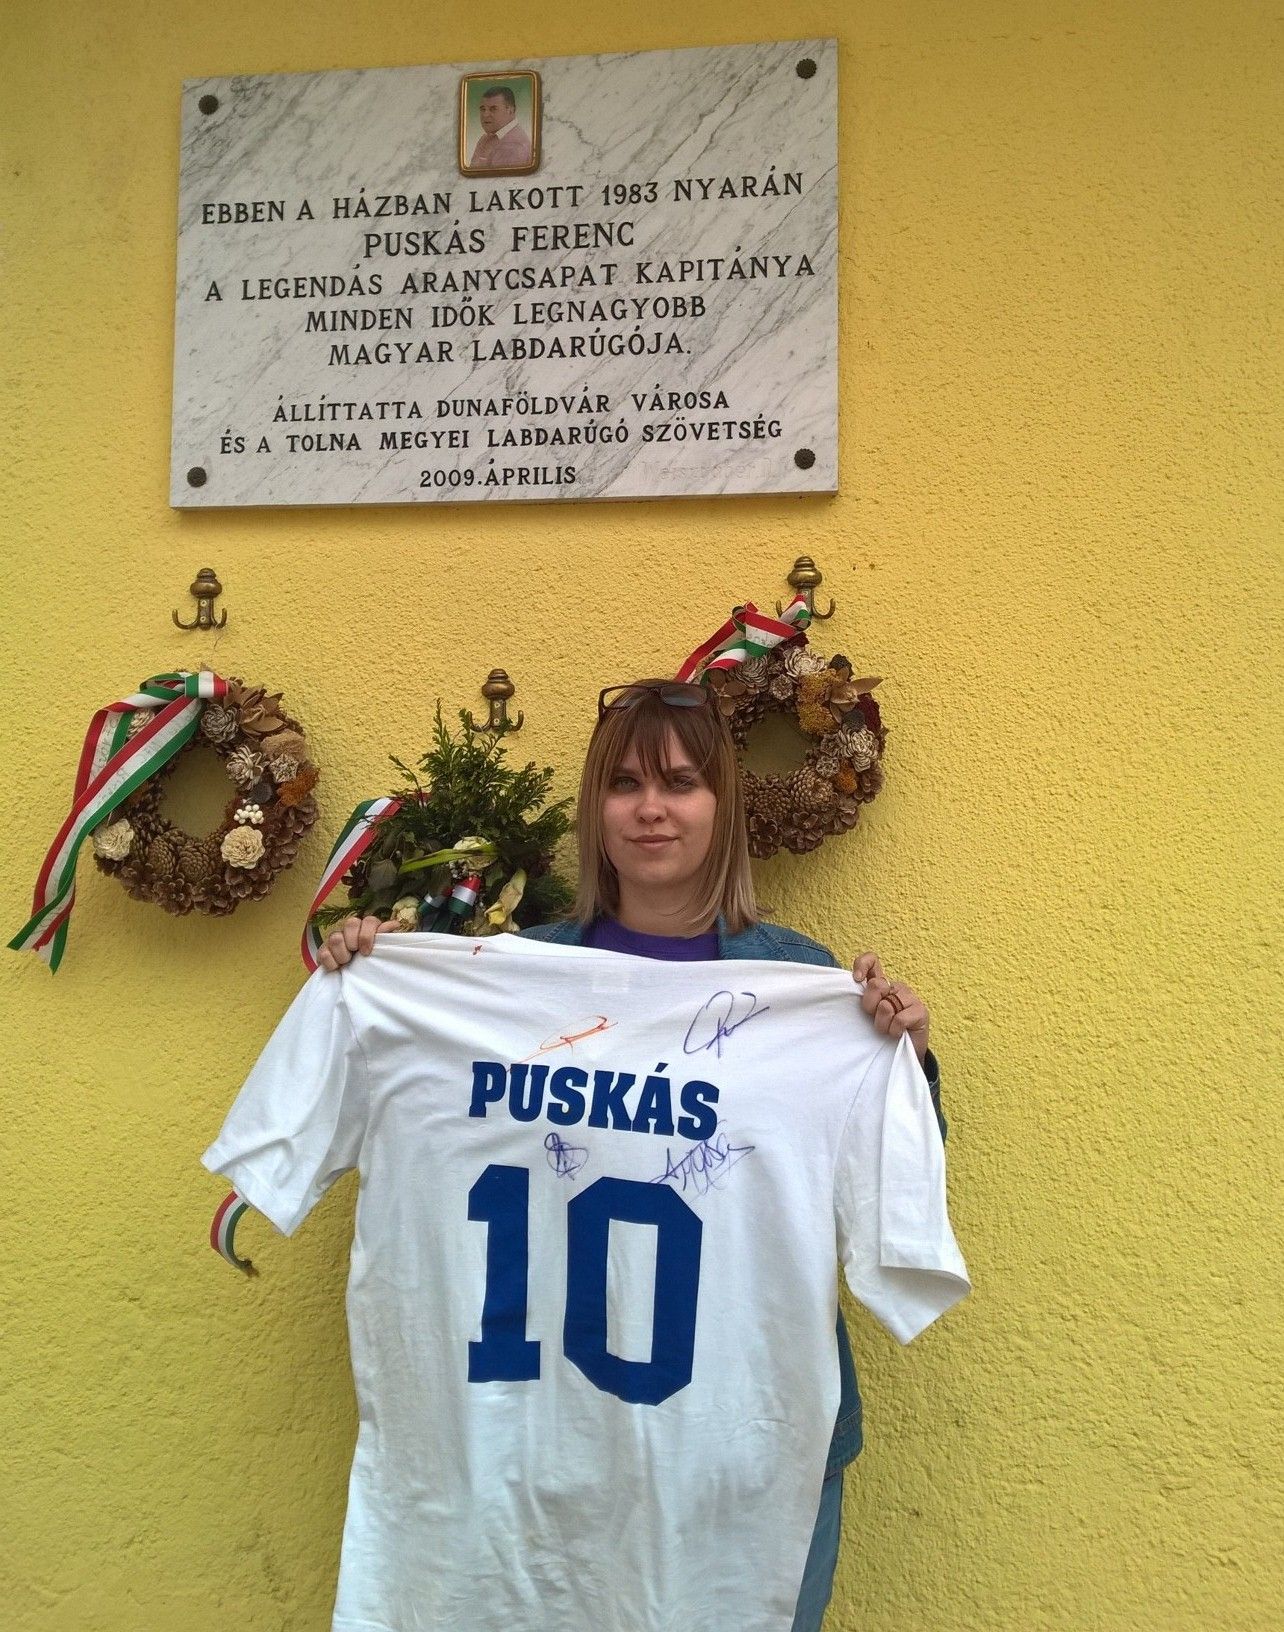 EBBEN A HÁZBAN LAKOTT 1983 NYARÁN
PUSKÁS FERENC
A LEGENDÁS ARANYCSAPAT KAPITÁNYA
MINDEN IDŐK LEGNAGYOBB
MAGYAR LABDARÚGÓJA.
ÁLLÍTTATTA DUNAFÖLDVÁR VÁROSA
ÉS A TOLNA MEGYEI LABDARÚGÓ SZÖVETSÉG
2009.ÁPRILIS
PUSKÁS
10